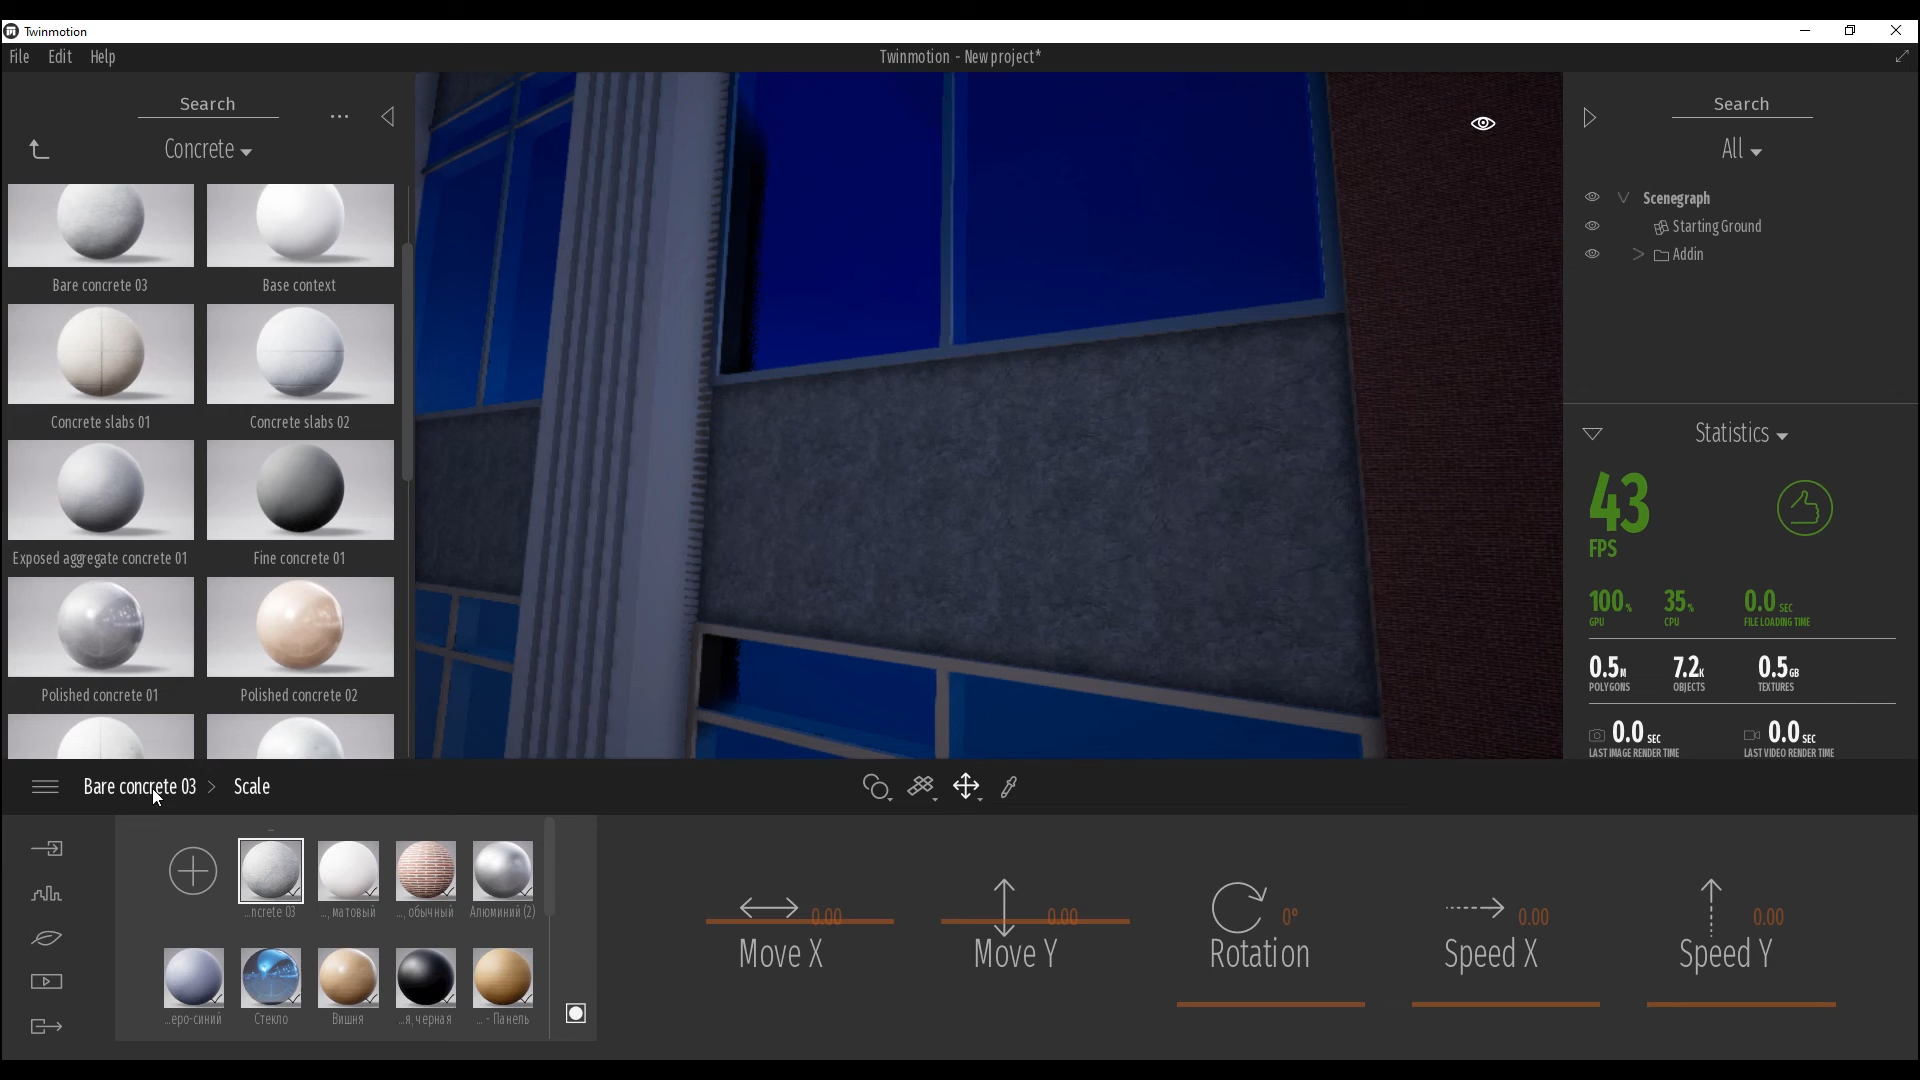 Twinmotion
File Edit Help
Twinmotion - New project*
Search
...
Concrete
Bare concrete 03
Base context
Concrete slabs 01
Concrete slabs 02
Exposed aggregate concrete 01
Fine concrete 01
Polished concrete 01
Polished concrete 02
Search
All
Scenegraph
Starting Ground
Addin
Statistics
43
FPS
100 % 35 % 0.0 SEC
GPU CPU FILE LOADING TIME
0.5M 7.2K 0.5GB
POLYGONS OBJECTS TEXTURES
0.0 SEC 0.0 SEC
LAST IMAGE RENDER TIME LAST VIDEO RENDER TIME
Bare concrete 03 > Scale
...ncrete 03 ..., матовый ..., обычный Алюминий (2)
...еро-синий Стекло Вишня ...я, черная ... - Панель
0.00 0.00 0° 0.00 0.00
Move X Move Y Rotation Speed X Speed Y